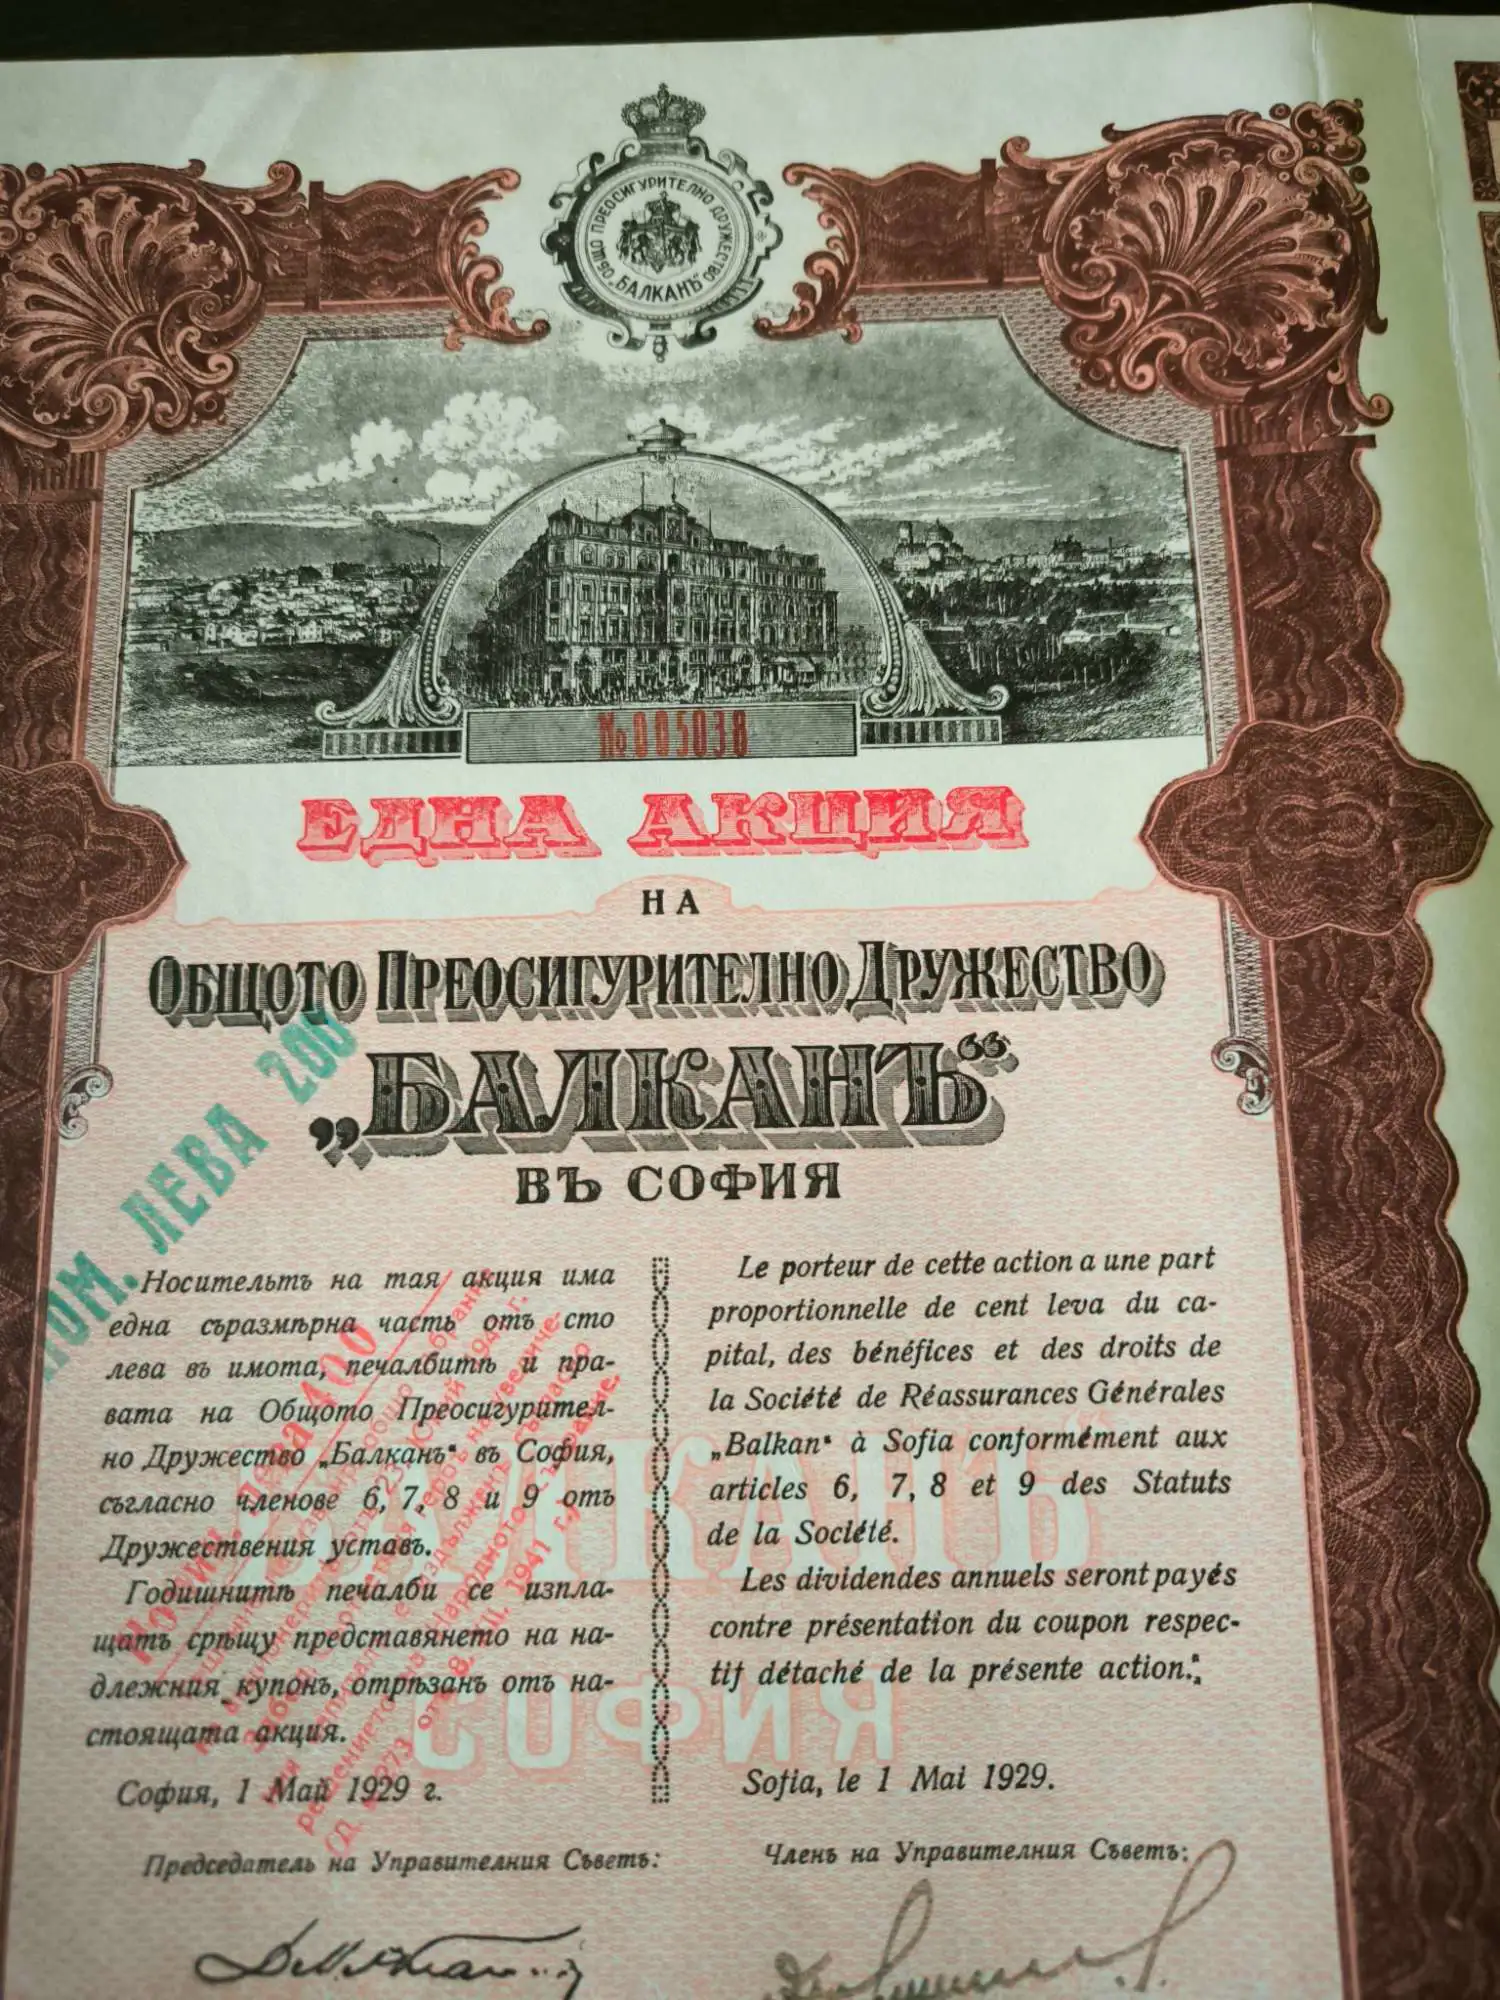 ОБЩО ПРЕОСИГУРИТЕЛНО ДРУЖЕСТВО
„БАЛКАНЪ"
№ 005038
ЕДНА АКЦИЯ
НА
ОБЩОТО ПРЕОСИГУРИТЕЛНО ДРУЖЕСТВО
„БАЛКАНЪ“
ВЪ СОФИЯ
НОМ. ЛЕВА 200
Носительтъ на тая акция има
една съразмѣрна часть отъ сто
лева въ имота, печалбитѣ и пра-
вата на Общото Преосигурител-
но Дружество „Балканъ“ въ София,
съгласно членове 6, 7, 8 и 9 отъ
Дружествения уставъ.
Годишнитѣ печалби се изпла-
щатъ срѣщу представянето на на-
длежния купонъ, отрѣзанъ отъ на-
стоящата акция.
София, 1 Май 1929 г.
Председатель на Управителния Съветъ:
Le porteur de cette action a une part
proportionnelle de cent leva du ca-
pital, des bénéfices et des droits de
la Société de Réassurances Générales
„Balkan“ à Sofia conformément aux
articles 6, 7, 8 et 9 des Statuts
de la Société.
Les dividendes annuels seront payés
contre présentation du coupon respec-
tif détaché de la présente action.
Sofia, le 1 Mai 1929.
Членъ на Управителния Съветъ:
БАЛКАНЪ
СОФИЯ
400
1941 г.